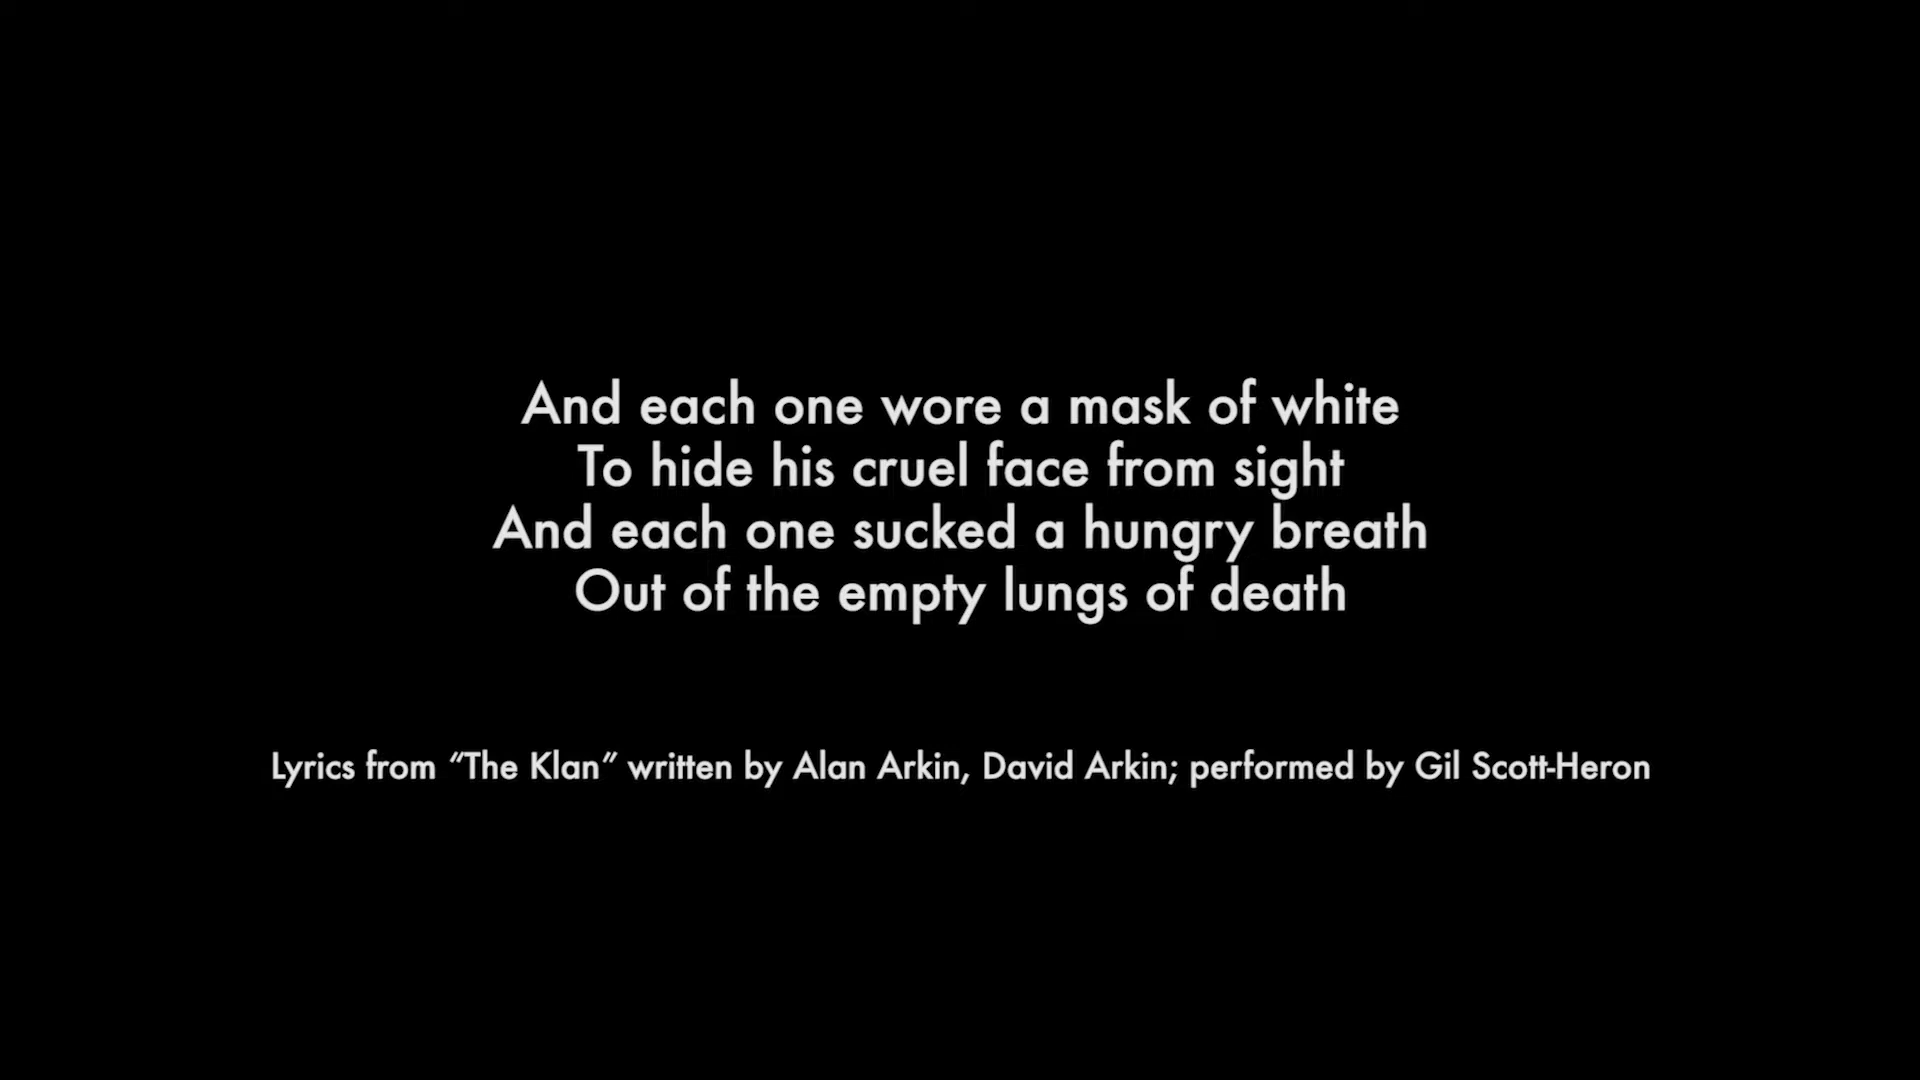 And each one wore a mask of white
To hide his cruel face from sight
And each one sucked a hungry breath
Out of the empty lungs of death
Lyrics from “The Klan” written by Alan Arkin, David Arkin; performed by Gil Scott-Heron